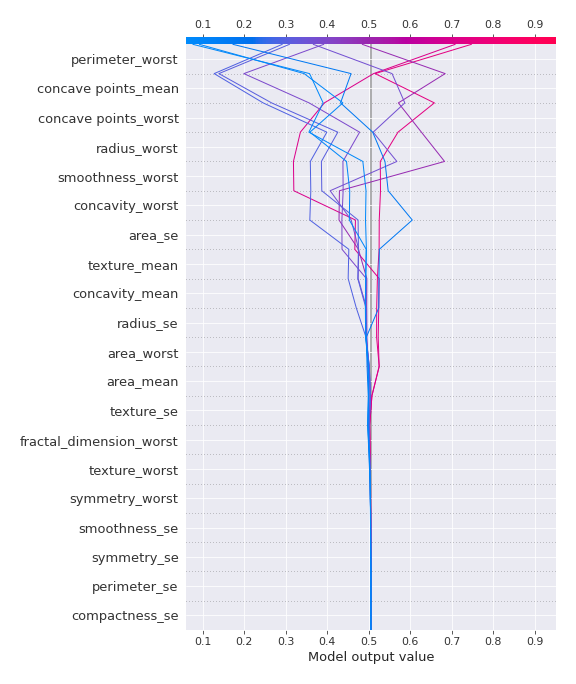 0.1 0.2 0.3 0.4 0.5 0.6 0.7 0.8 0.9
perimeter_worst
concave points_mean
concave points_worst
radius_worst
smoothness_worst
concavity_worst
area_se
texture_mean
concavity_mean
radius_se
area_worst
area_mean
texture_se
fractal_dimension_worst
texture_worst
symmetry_worst
smoothness_se
symmetry_se
perimeter_se
compactness_se
0.1 0.2 0.3 0.4 0.5 0.6 0.7 0.8 0.9
Model output value